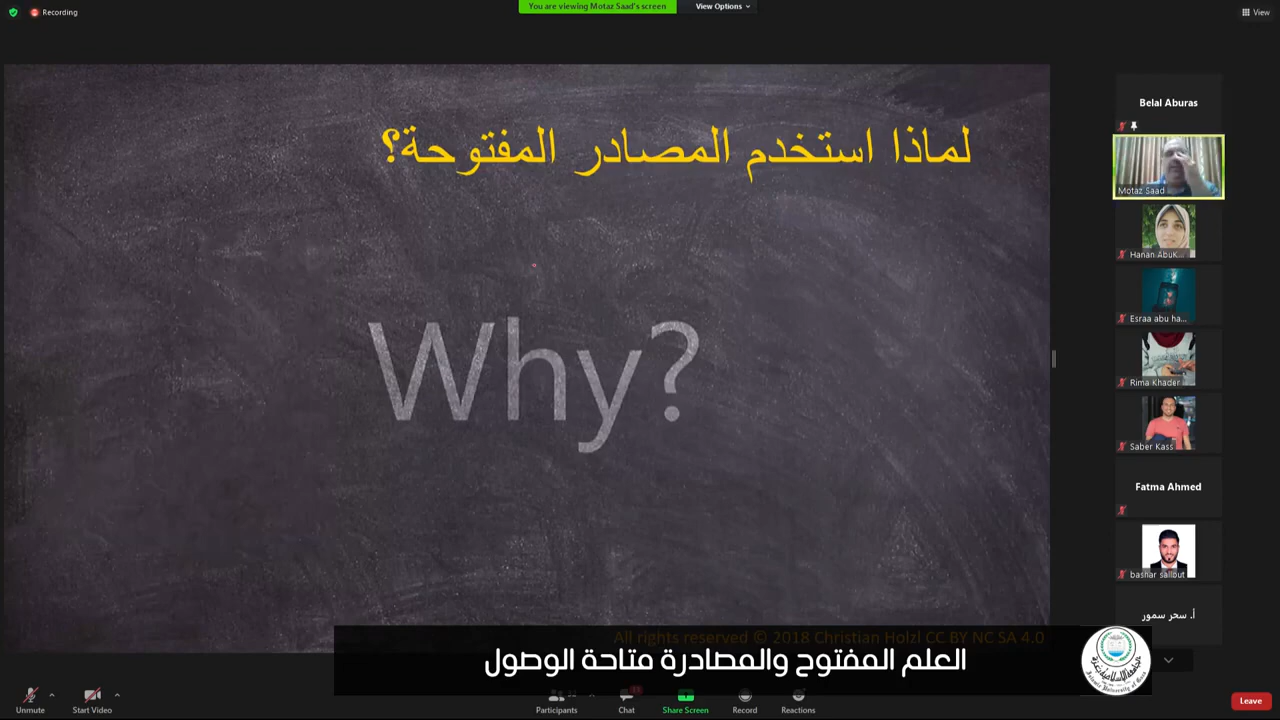 Recording
You are viewing Motaz Saad's screen
View Options
View
لماذا استخدم المصادر المفتوحة؟
Why?
All rights reserved © 2018 Christian Holzl CC BY NC SA 4.0
العلم المفتوح والمصادرة متاحة الوصول
Belal Aburas
Motaz Saad
Hanan AbuK...
Esraa abu ha...
Rima Khader
Saber Kass
Fatma Ahmed
bashar salibut
أ. سحر سمور
Unmute
Start Video
Participants
Chat
Share Screen
Record
Reactions
Leave